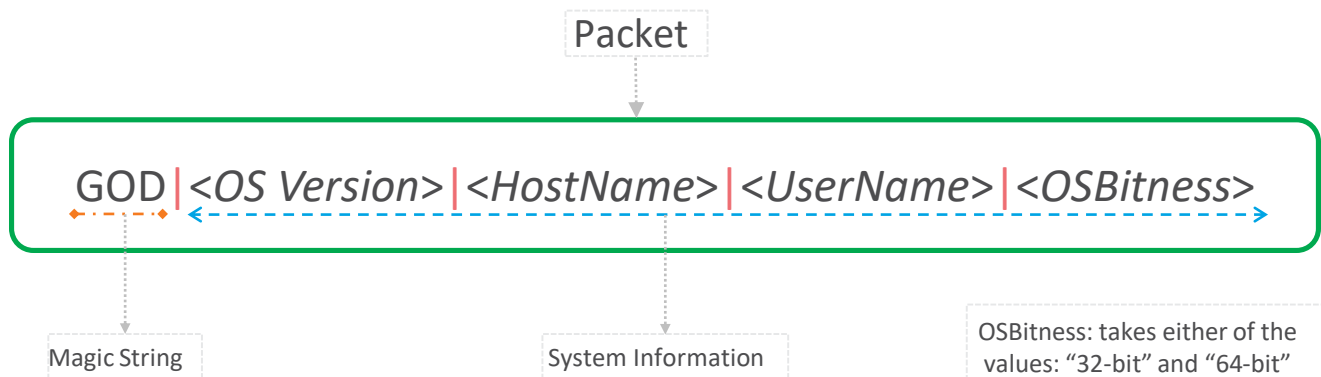 Packet
GOD|<OS Version>|<HostName>|<UserName>|<OSBitness>
Magic String
System Information
OSBitness: takes either of the
values: “32-bit” and “64-bit”